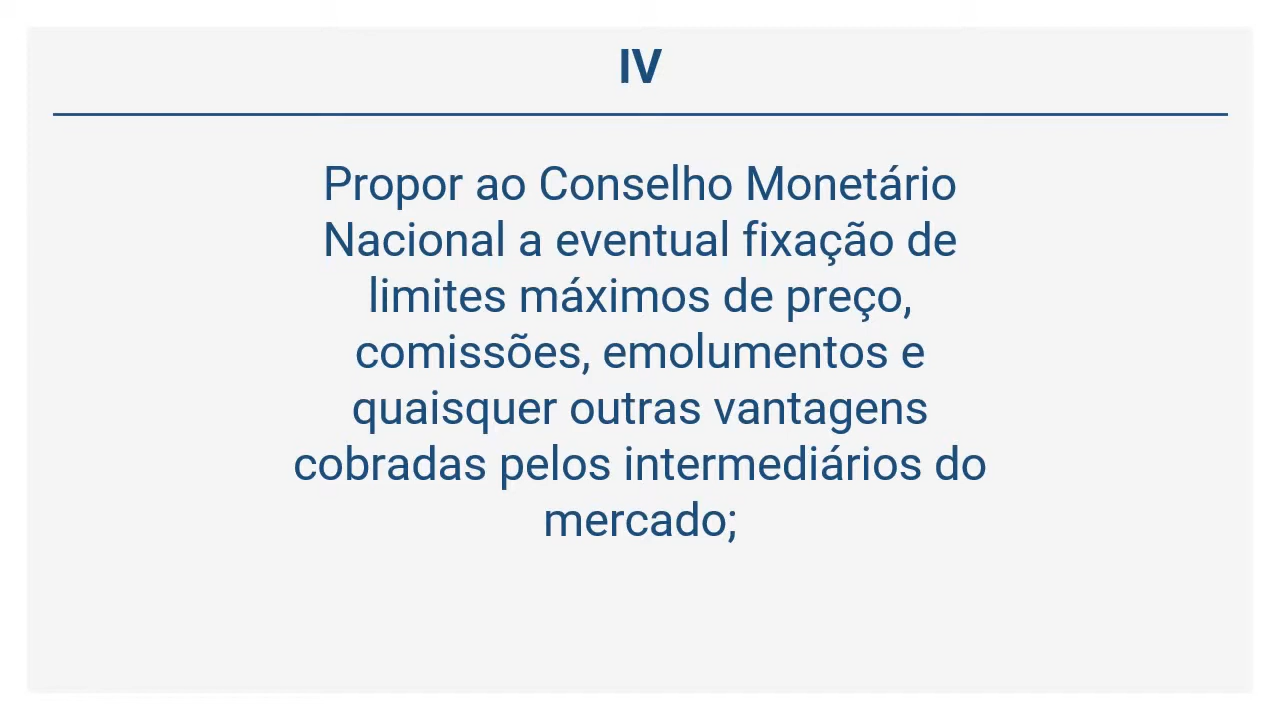 IV
Propor ao Conselho Monetário
Nacional a eventual fixação de
limites máximos de preço,
comissões, emolumentos e
quaisquer outras vantagens
cobradas pelos intermediários do
mercado;